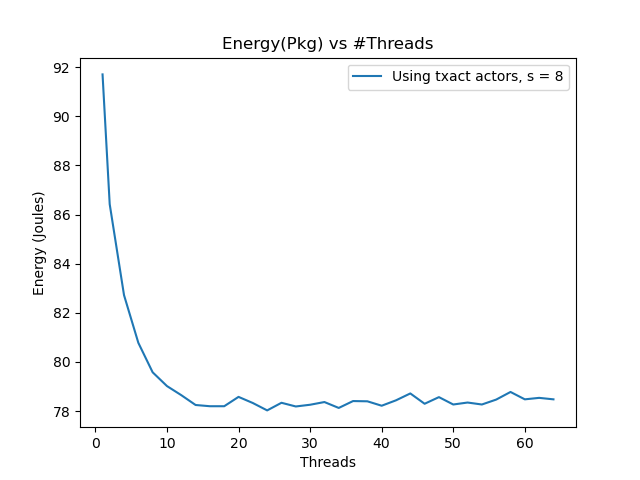 Energy(Pkg) vs #Threads
Using txact actors, s = 8
92
90
88
86
84
82
80
78
Energy (Joules)
0 10 20 30 40 50 60
Threads